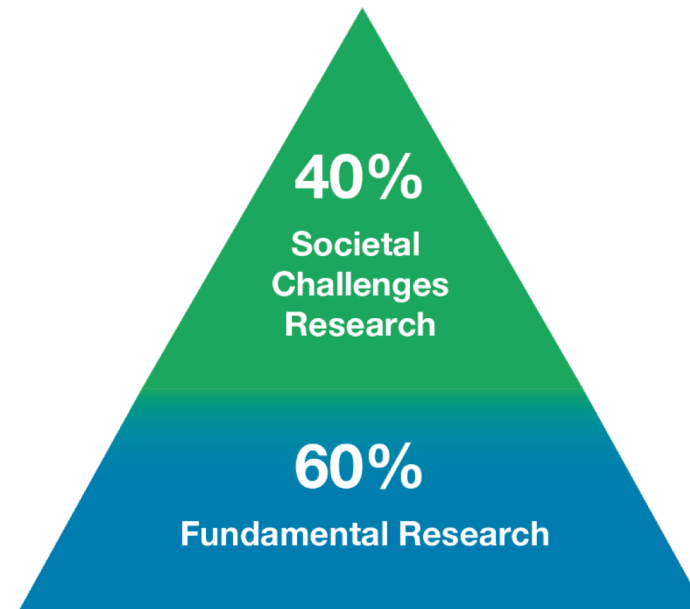 40%
Societal
Challenges
Research
60%
Fundamental Research